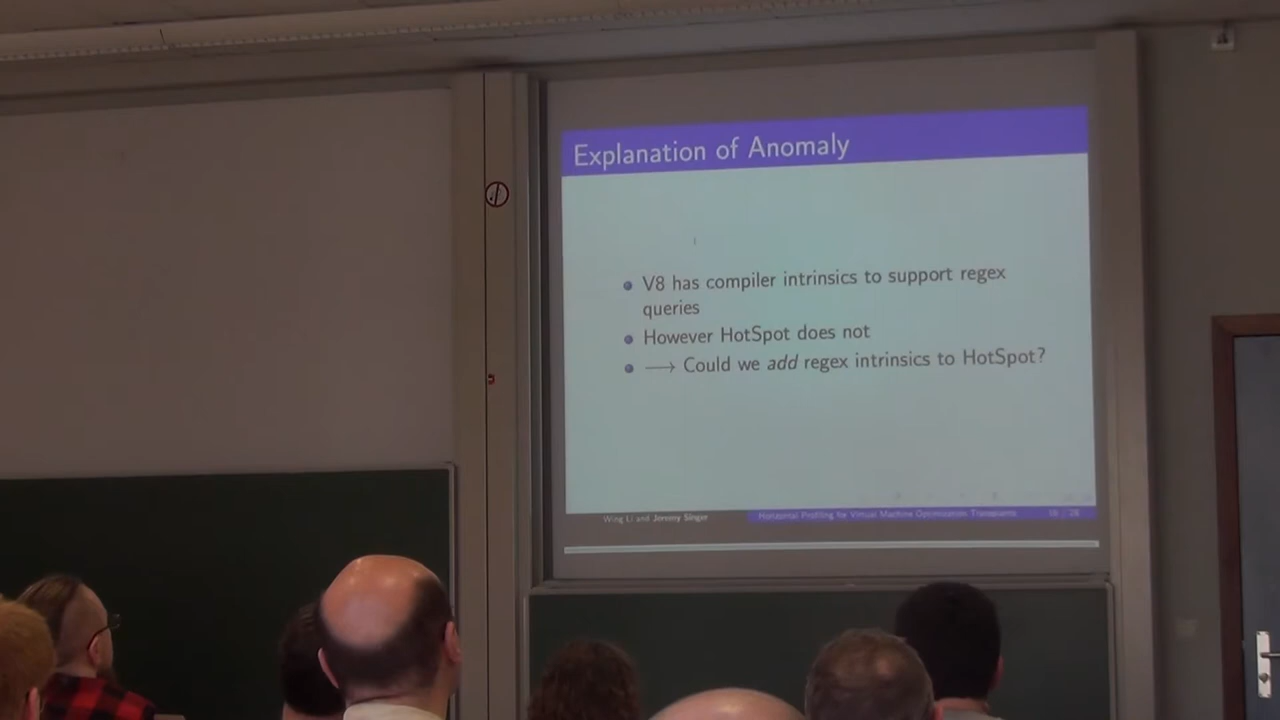 Explanation of Anomaly
V8 has compiler intrinsics to support regex
queries
However HotSpot does not
⟶ Could we add regex intrinsics to HotSpot?
Wing Li and Jeremy Singer
Horizontal Profiling for Virtual Machine Optimization Transplants